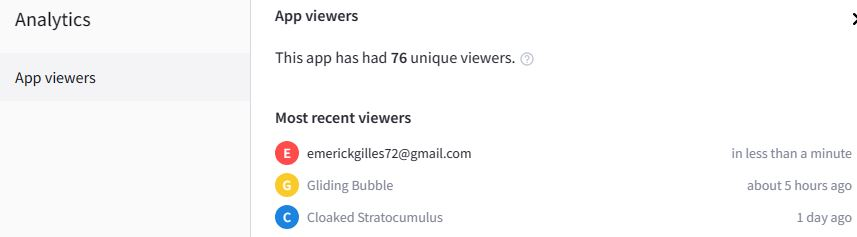 Analytics
App viewers
App viewers
This app has had 76 unique viewers. ?
Most recent viewers
E emerickgilles72@gmail.com in less than a minute
G Gliding Bubble about 5 hours ago
C Cloaked Stratocumulus 1 day ago